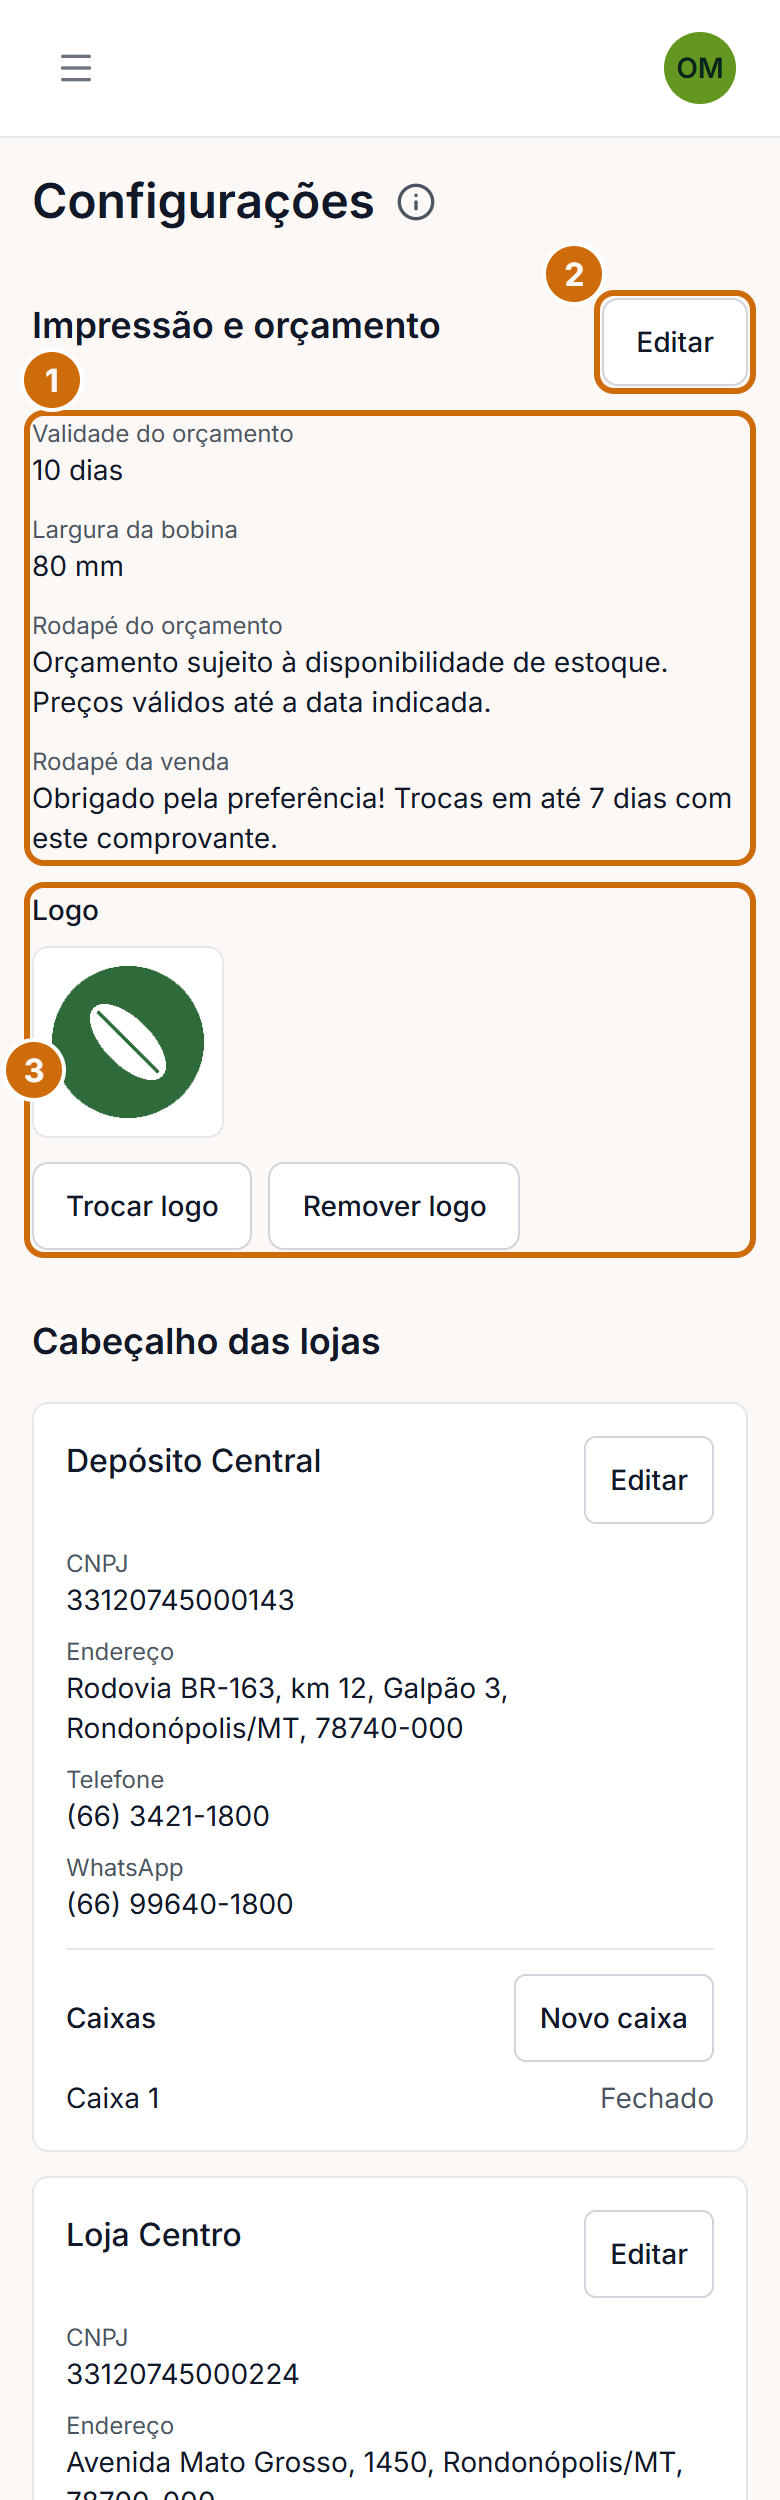 OM
Configurações
2
Impressão e orçamento
Editar
1
Validade do orçamento
10 dias
Largura da bobina
80 mm
Rodapé do orçamento
Orçamento sujeito à disponibilidade de estoque.
Preços válidos até a data indicada.
Rodapé da venda
Obrigado pela preferência! Trocas em até 7 dias com
este comprovante.
Logo
3
Trocar logo
Remover logo
Cabeçalho das lojas
Depósito Central
Editar
CNPJ
33120745000143
Endereço
Rodovia BR-163, km 12, Galpão 3,
Rondonópolis/MT, 78740-000
Telefone
(66) 3421-1800
WhatsApp
(66) 99640-1800
Caixas
Novo caixa
Caixa 1
Fechado
Loja Centro
Editar
CNPJ
33120745000224
Endereço
Avenida Mato Grosso, 1450, Rondonópolis/MT,
78700-000